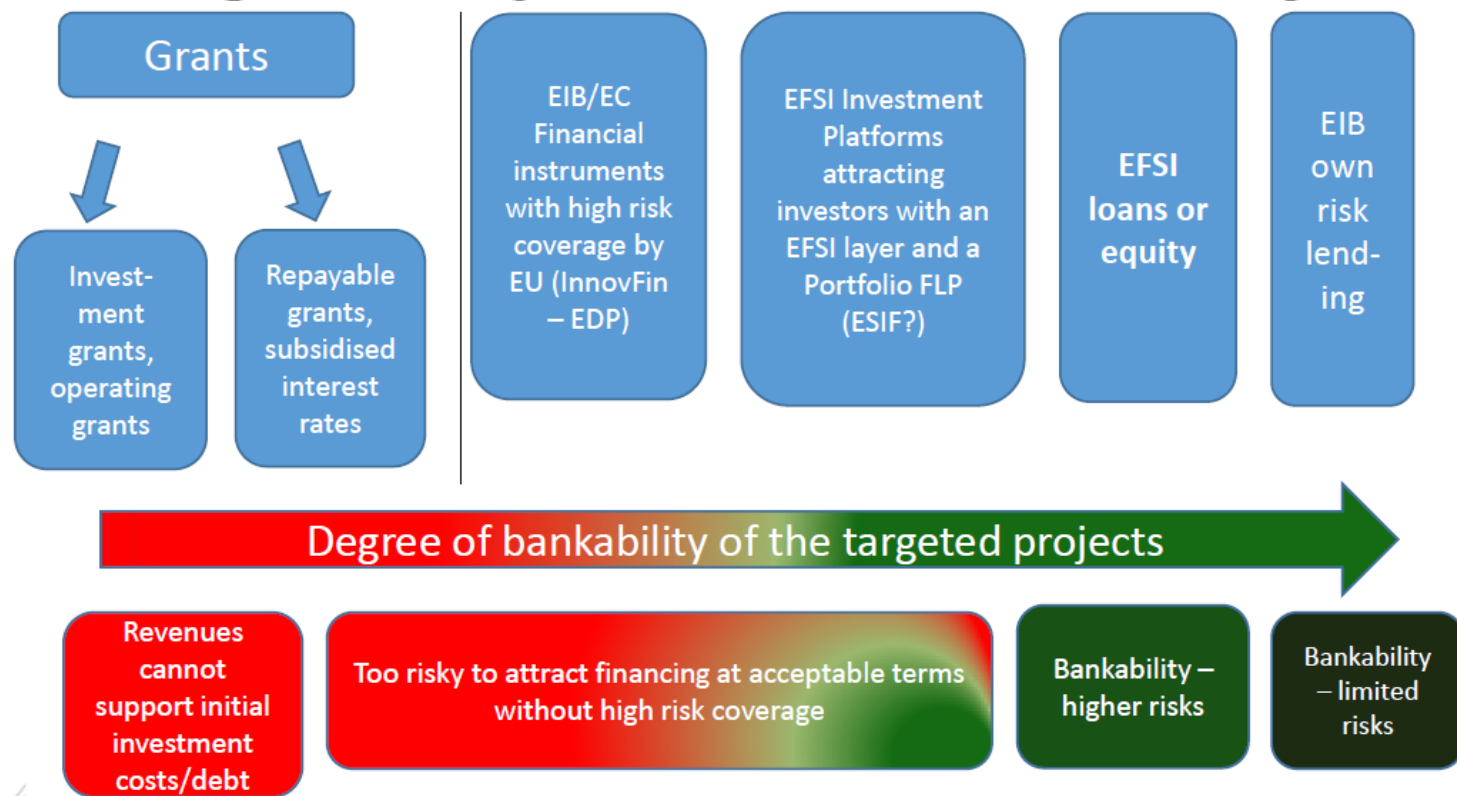 Grants
Invest-
ment
grants,
operating
grants
Repayable
grants,
subsidised
interest
rates
EIB/EC
Financial
instruments
with high risk
coverage by
EU (InnovFin
– EDP)
EFSI Investment
Platforms
attracting
investors with an
EFSI layer and a
Portfolio FLP
(ESIF?)
EFSI
loans or
equity
EIB
own
risk
lend-
ing
Degree of bankability of the targeted projects
Revenues
cannot
support initial
investment
costs/debt
Too risky to attract financing at acceptable terms
without high risk coverage
Bankability –
higher risks
Bankability
– limited
risks